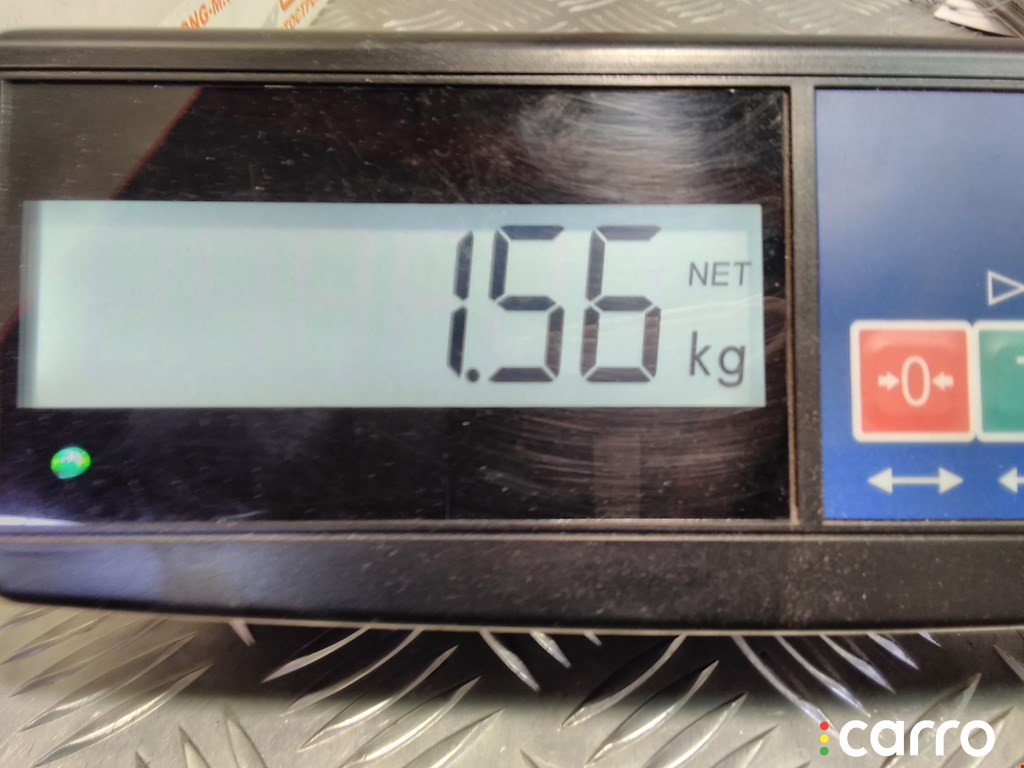 1.56
NET
kg
→0←
carro